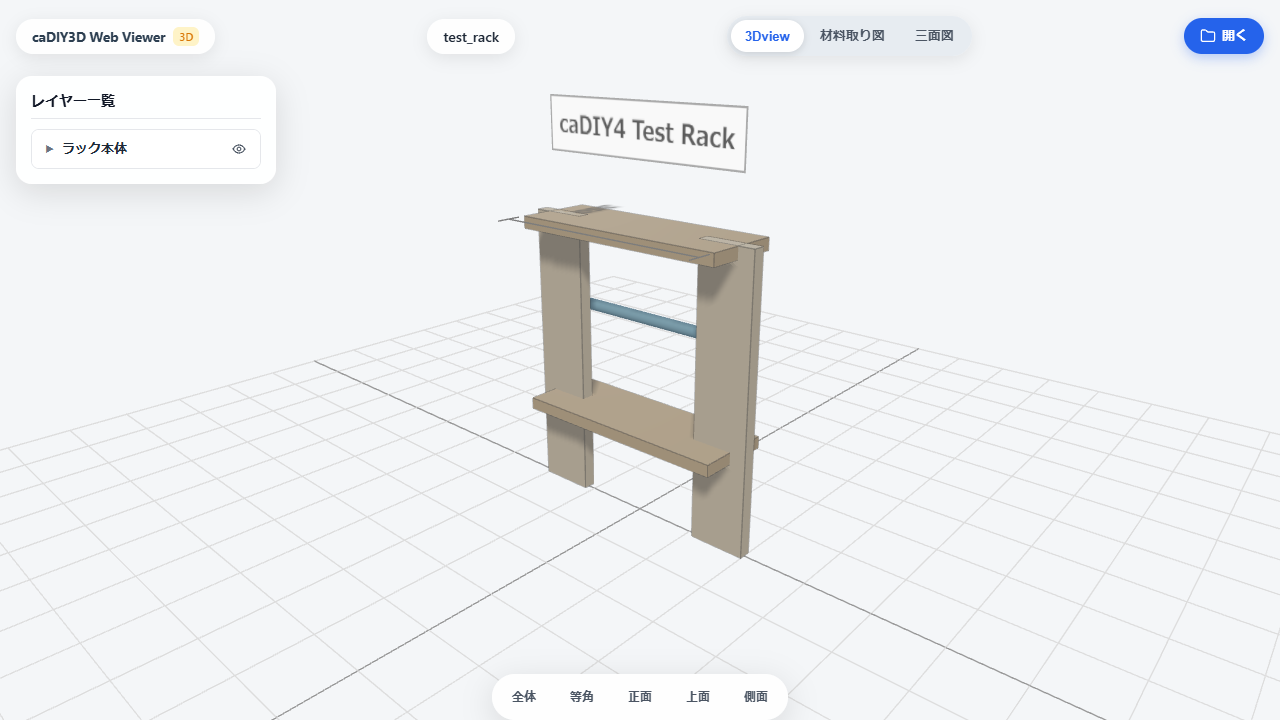 caDIY3D Web Viewer 3D
test_rack
3Dview 材料取り図 三面図
開く
レイヤー一覧
ラック本体
caDIY4 Test Rack
全体 等角 正面 上面 側面